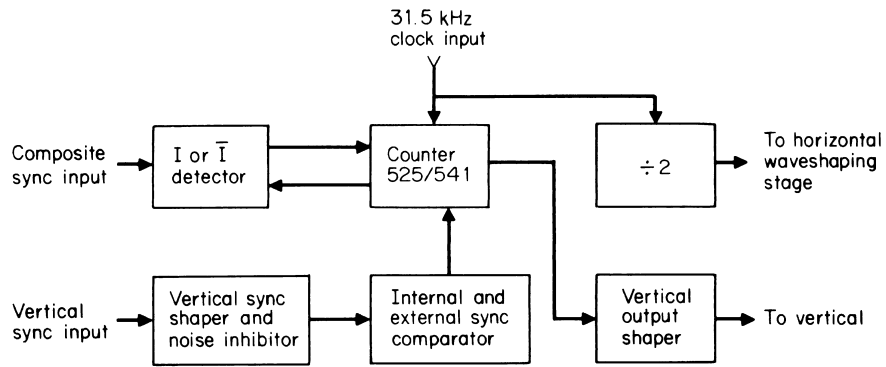 31.5 kHz
clock input
Composite
sync input
I or I̅
detector
Counter
525/541
÷2
To horizontal
waveshaping
stage
Vertical
sync input
Vertical sync
shaper and
noise inhibitor
Internal and
external sync
comparator
Vertical
output
shaper
To vertical